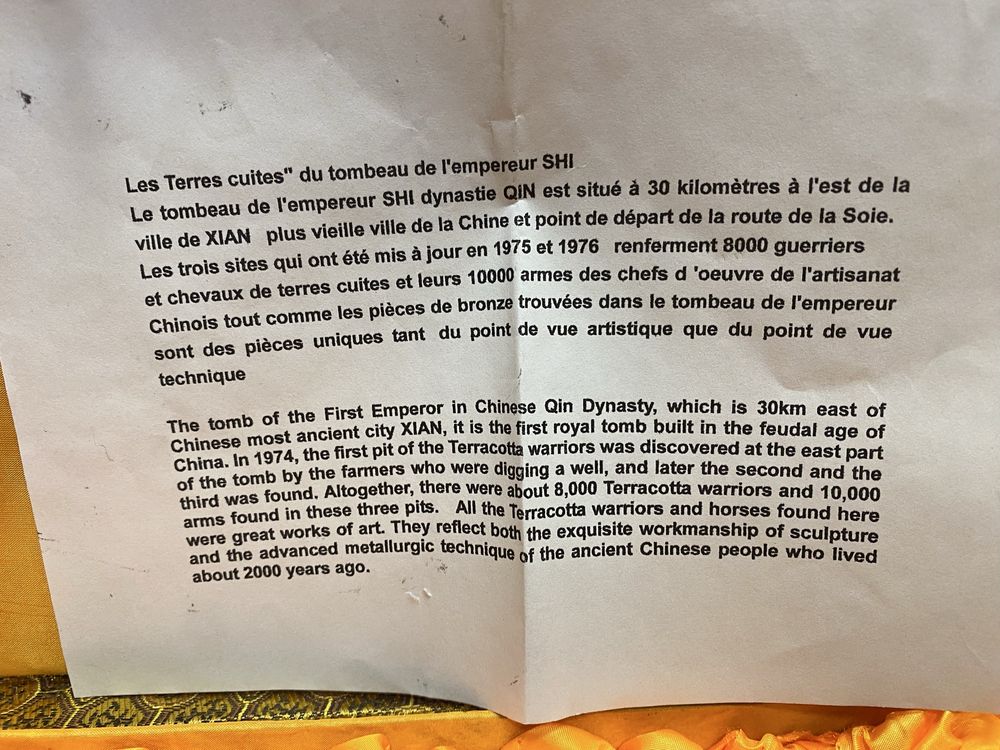 Les Terres cuites" du tombeau de l'empereur SHI
Le tombeau de l'empereur SHI dynastie QIN est situé à 30 kilomètres à l'est de la
ville de XIAN plus vieille ville de la Chine et point de départ de la route de la Soie.
Les trois sites qui ont été mis à jour en 1975 et 1976 renferment 8000 guerriers
et chevaux de terres cuites et leurs 10000 armes des chefs d 'oeuvre de l'artisanat
Chinois tout comme les pièces de bronze trouvées dans le tombeau de l'empereur
sont des pièces uniques tant du point de vue artistique que du point de vue
technique
The tomb of the First Emperor in Chinese Qin Dynasty, which is 30km east of
Chinese most ancient city XIAN, it is the first royal tomb built in the feudal age of
China. In 1974, the first pit of the Terracotta warriors was discovered at the east part
of the tomb by the farmers who were digging a well, and later the second and the
third was found. Altogether, there were about 8,000 Terracotta warriors and 10,000
arms found in these three pits. All the Terracotta warriors and horses found here
were great works of art. They reflect both the exquisite workmanship of sculpture
and the advanced metallurgic technique of the ancient Chinese people who lived
about 2000 years ago.